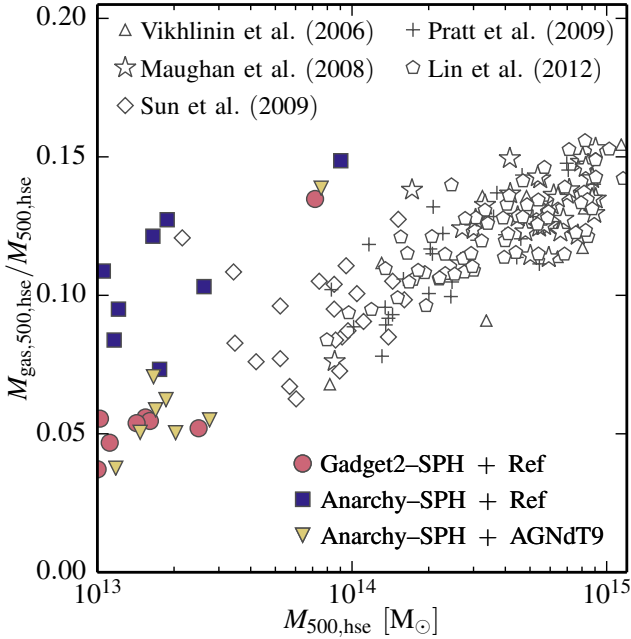 0.20
△ Vikhlinin et al. (2006) + Pratt et al. (2009)
☆ Maughan et al. (2008) ⬠ Lin et al. (2012)
◇ Sun et al. (2009)
0.15
0.10
0.05
0.00
M_gas,500,hse/M_500,hse
Gadget2–SPH + Ref
Anarchy–SPH + Ref
Anarchy–SPH + AGNdT9
10^13 10^14 10^15
M_500,hse [M_⊙]